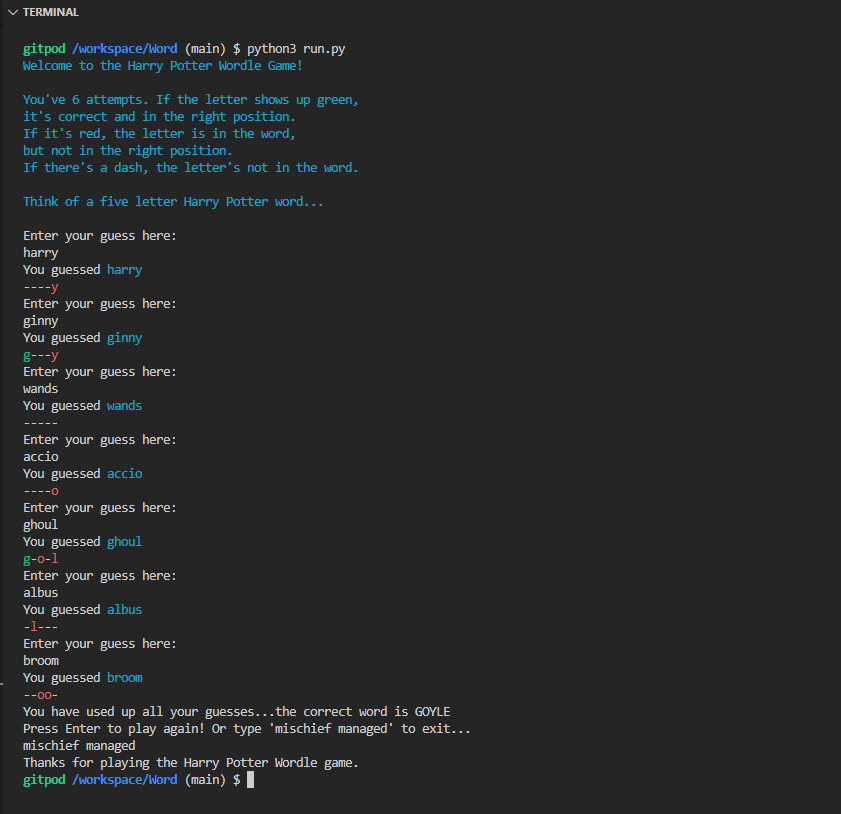 TERMINAL
gitpod /workspace/Word (main) $ python3 run.py
Welcome to the Harry Potter Wordle Game!
You've 6 attempts. If the letter shows up green,
it's correct and in the right position.
If it's red, the letter is in the word,
but not in the right position.
If there's a dash, the letter's not in the word.
Think of a five letter Harry Potter word...
Enter your guess here:
harry
You guessed harry
----y
Enter your guess here:
ginny
You guessed ginny
g---y
Enter your guess here:
wands
You guessed wands
-----
Enter your guess here:
accio
You guessed accio
----o
Enter your guess here:
ghoul
You guessed ghoul
g-o-l
Enter your guess here:
albus
You guessed albus
-l---
Enter your guess here:
broom
You guessed broom
--oo-
You have used up all your guesses...the correct word is GOYLE
Press Enter to play again! Or type 'mischief managed' to exit...
mischief managed
Thanks for playing the Harry Potter Wordle game.
gitpod /workspace/Word (main) $